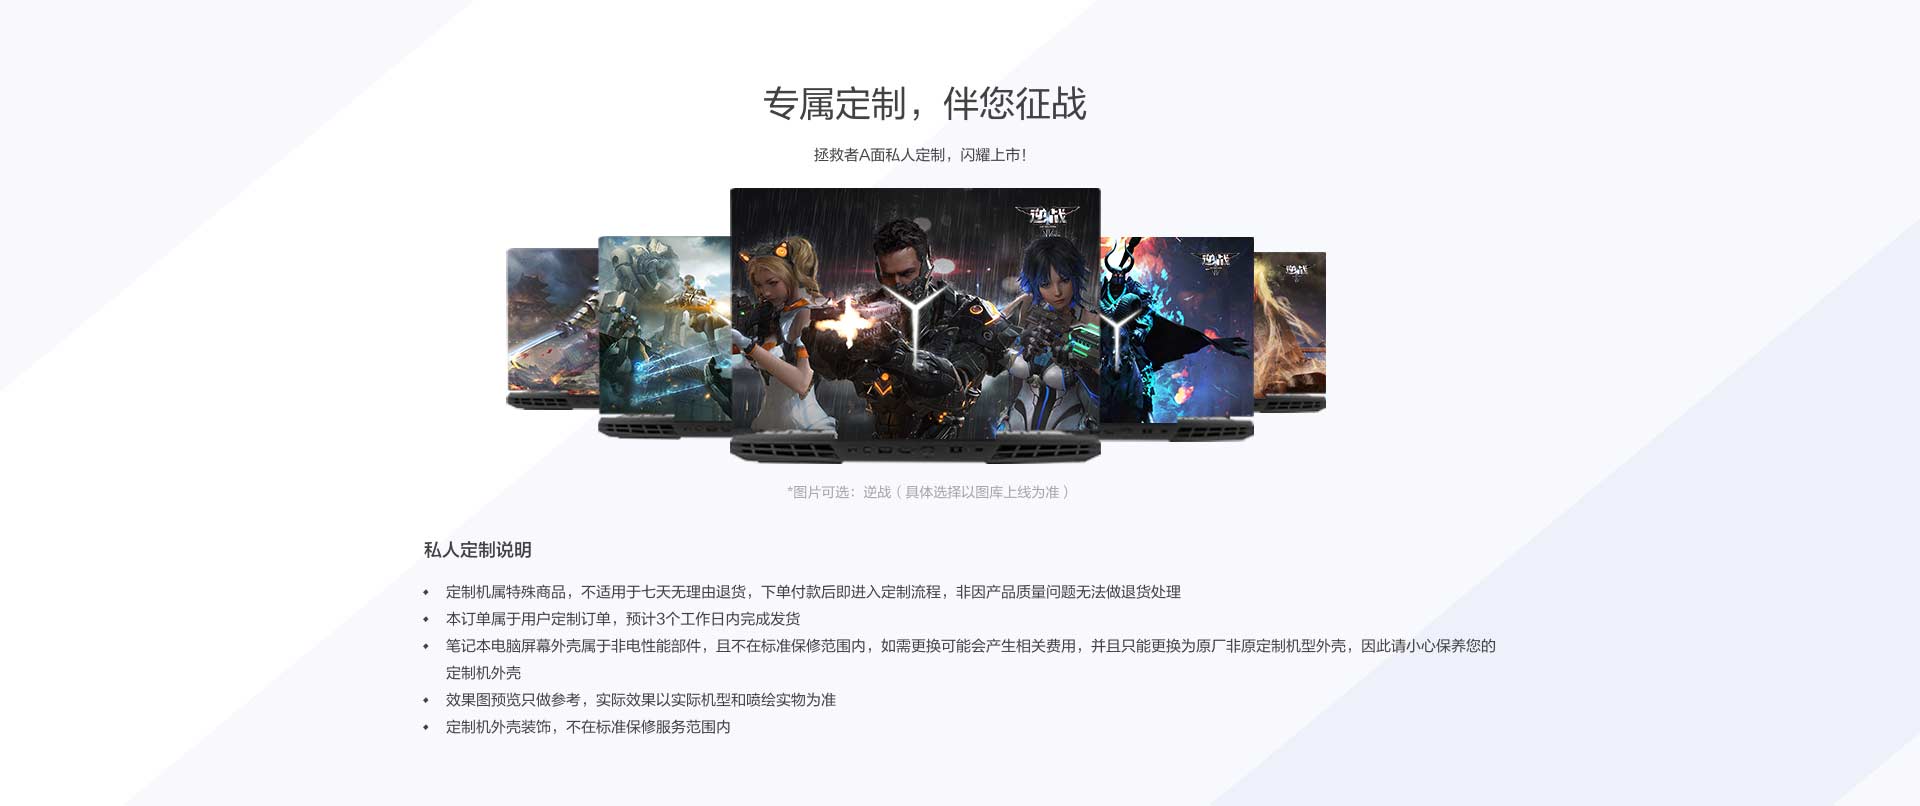 专属定制，伴您征战
拯救者A面私人定制，闪耀上市！
逆战
逆战
逆战
*图片可选：逆战（具体选择以图库上线为准）
私人定制说明
定制机属特殊商品，不适用于七天无理由退货，下单付款后即进入定制流程，非因产品质量问题无法做退货处理
本订单属于用户定制订单，预计3个工作日内完成发货
笔记本电脑屏幕外壳属于非电性能部件，且不在标准保修范围内，如需更换可能会产生相关费用，并且只能更换为原厂非原定制机型外壳，因此请小心保养您的
定制机外壳
效果图预览只做参考，实际效果以实际机型和喷绘实物为准
定制机外壳装饰，不在标准保修服务范围内